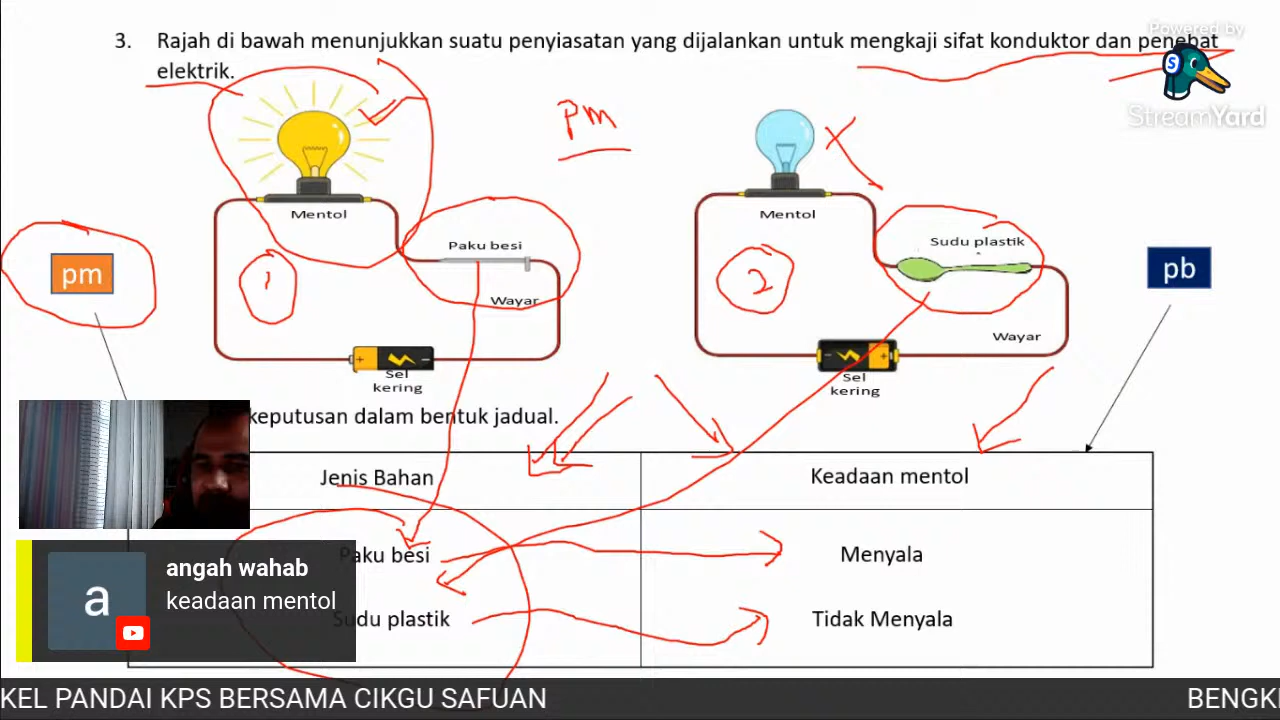 Powered by
StreamYard
3. Rajah di bawah menunjukkan suatu penyiasatan yang dijalankan untuk mengkaji sifat konduktor dan penebat
elektrik.
PM
Mentol
Paku besi
Wayar
Sel
kering
1
pm
Mentol
Sudu plastik
Wayar
Sel
kering
2
pb
keputusan dalam bentuk jadual.
Jenis Bahan
Keadaan mentol
Paku besi
Menyala
Sudu plastik
Tidak Menyala
a
angah wahab
keadaan mentol
KEL PANDAI KPS BERSAMA CIKGU SAFUAN
BENGK